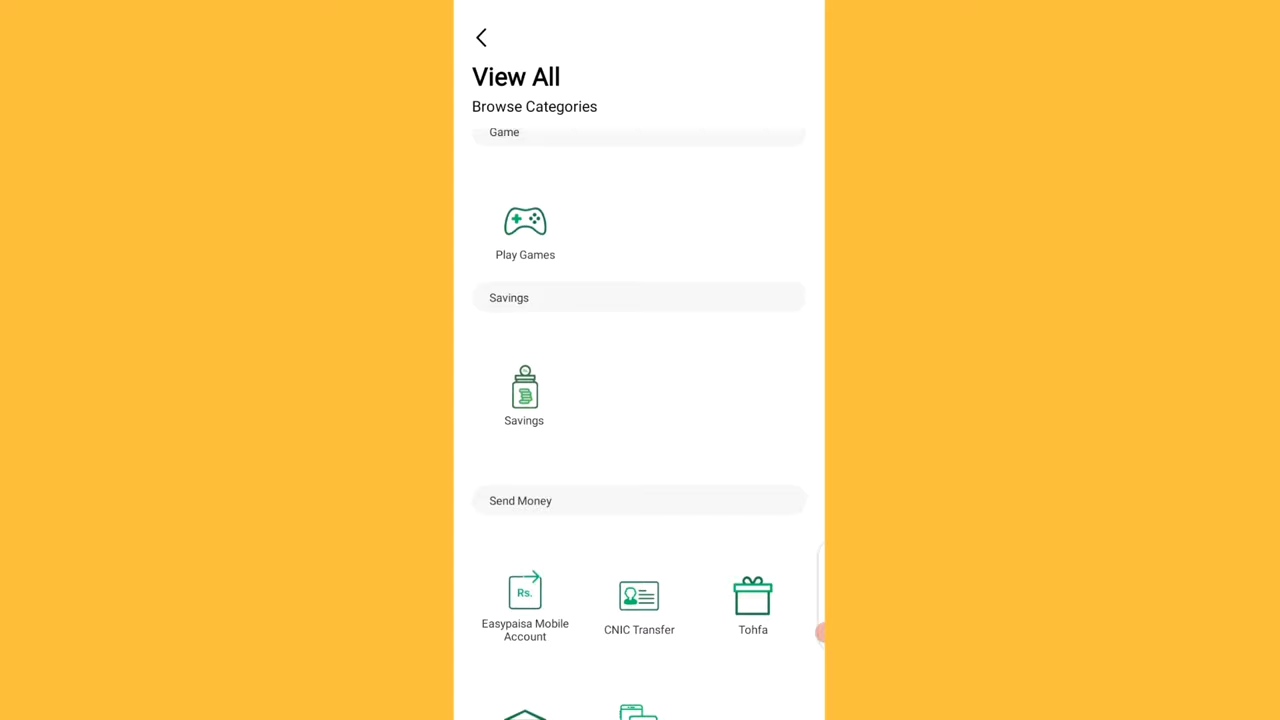 View All
Browse Categories
Game
Play Games
Savings
Savings
Send Money
Rs.
Easypaisa Mobile
Account
CNIC Transfer
Tohfa